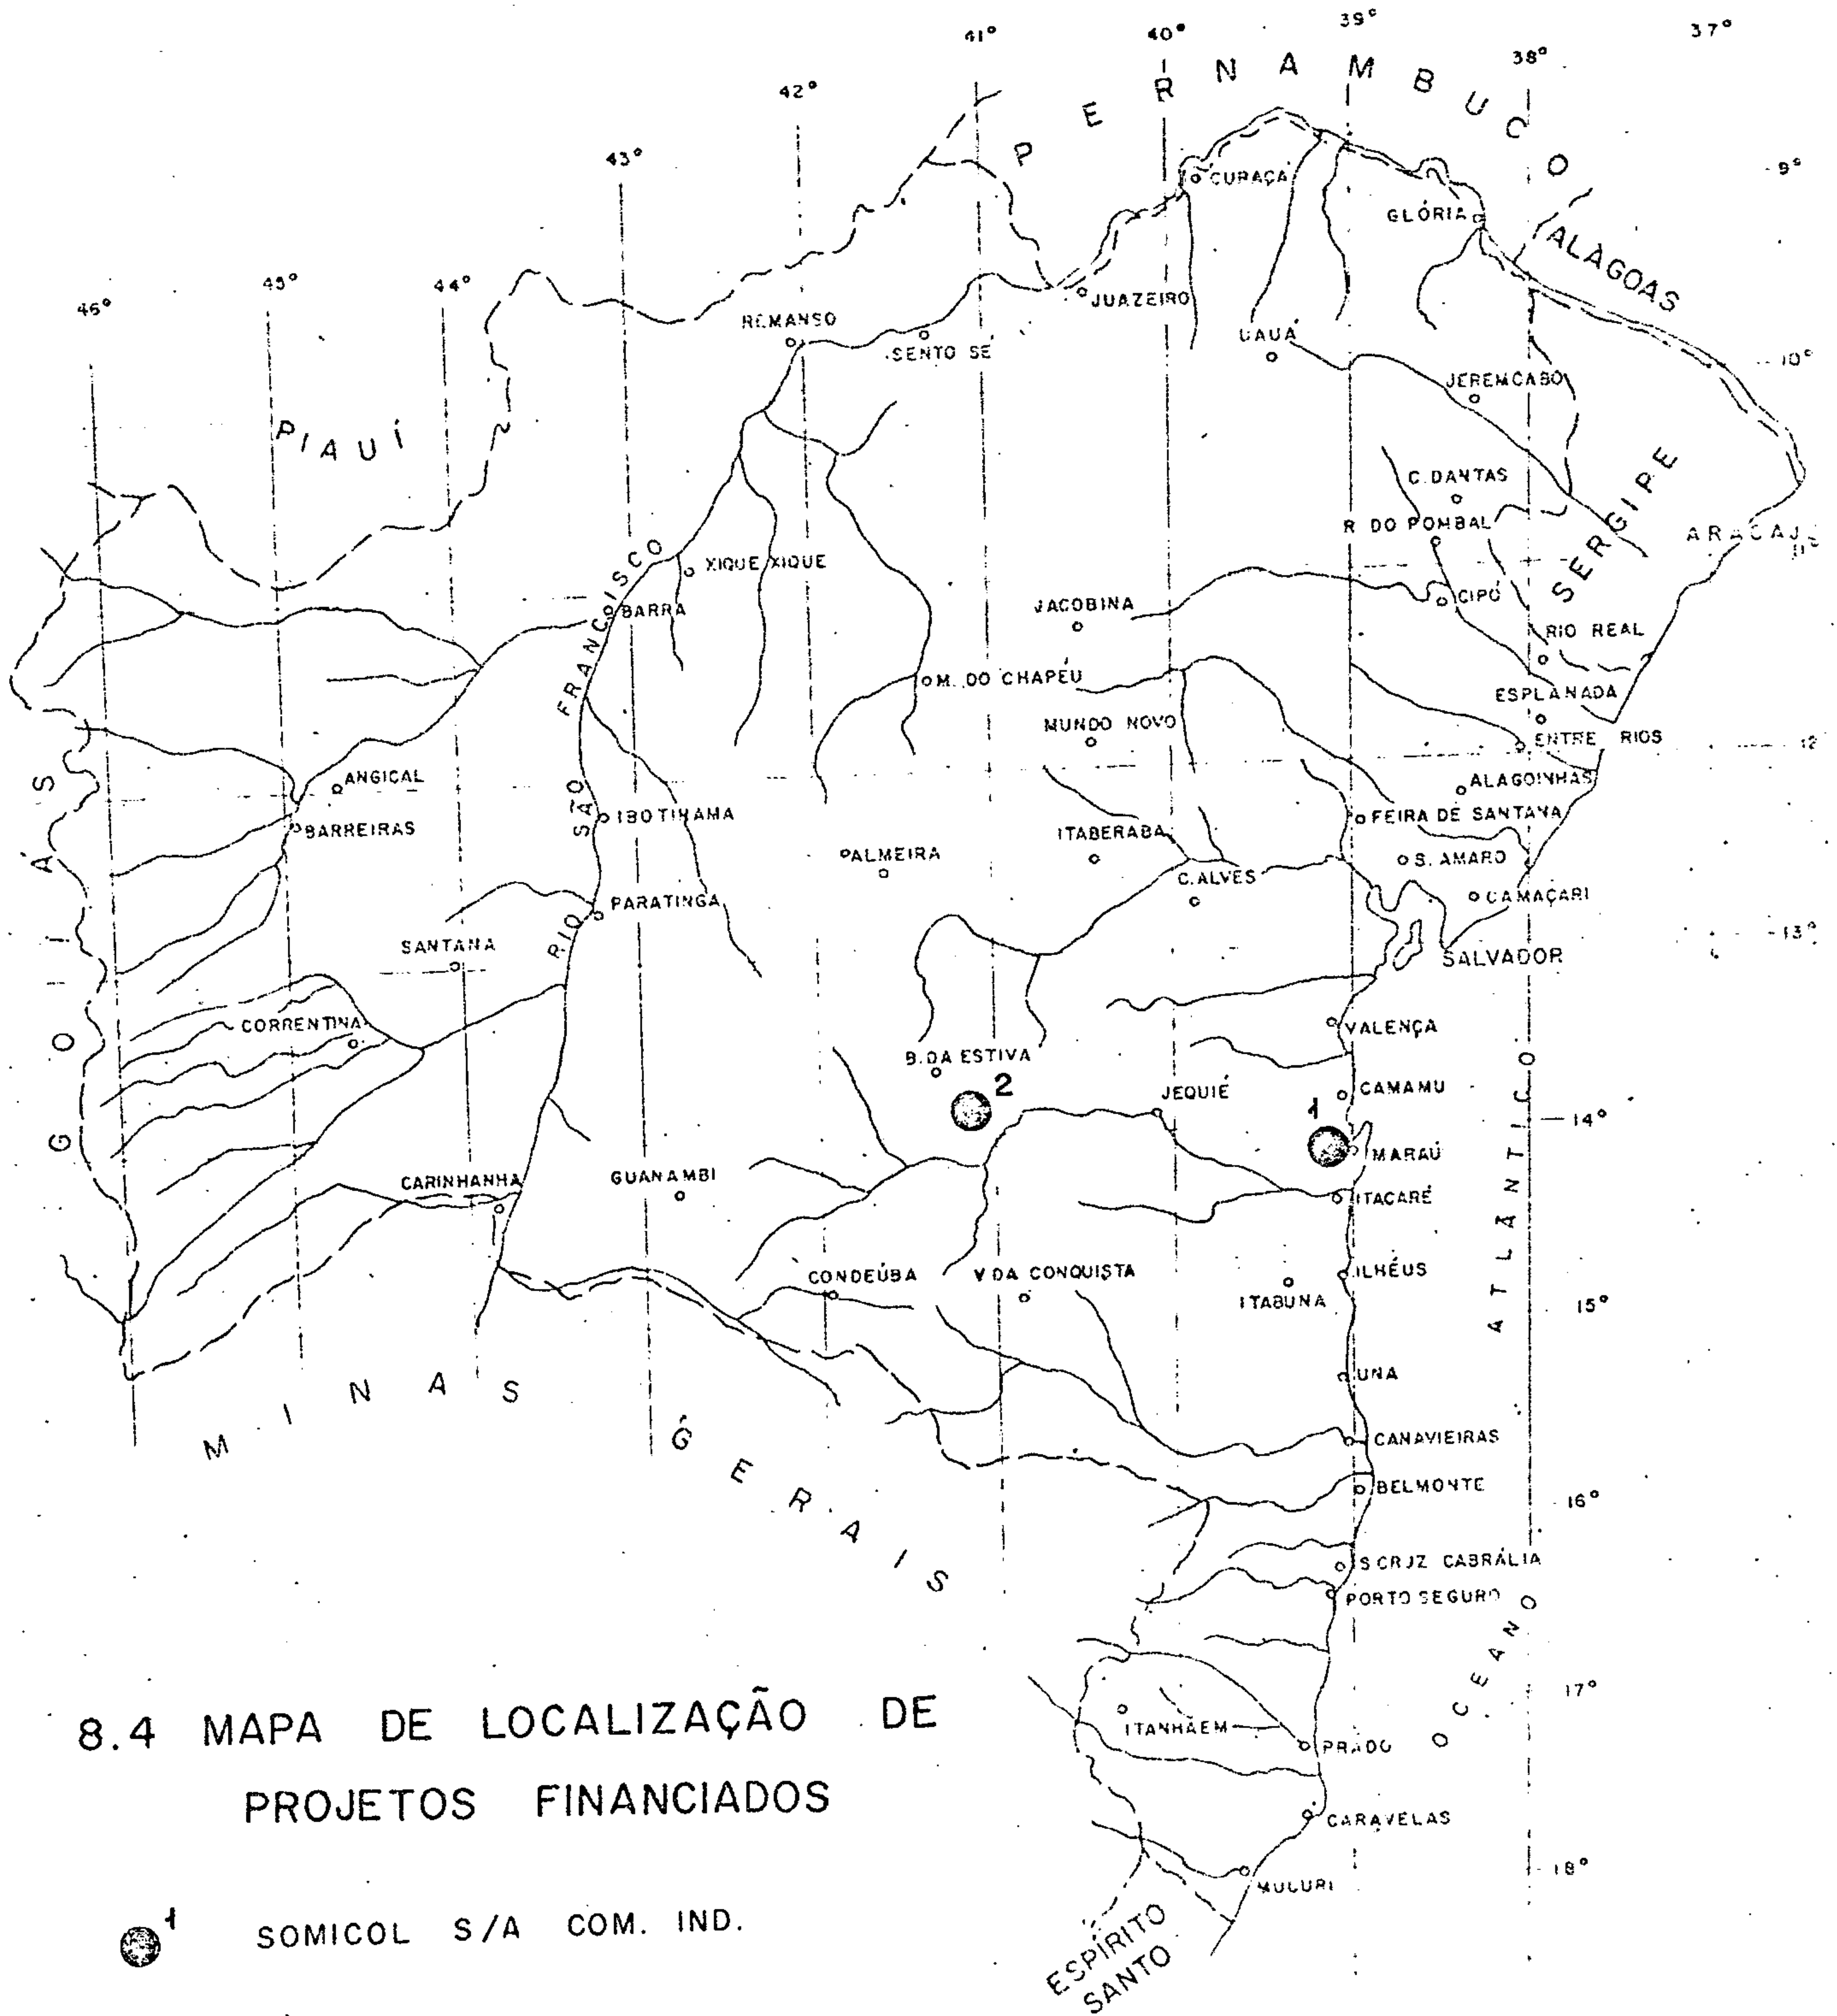 46°
45°
44°
43°
42°
41°
40°
39°
38°
37°
PERNAMBUCO
9°
CURAÇÁ
GLÓRIA
ALAGOAS
JUAZEIRO
REMANSO
SENTO SÉ
UAUÁ
10°
JEREMOABO
PIAUÍ
C. DANTAS
R DO POMBAL
SERGIPE
XIQUE XIQUE
BARRA
JACOBINA
CIPÓ
RIO REAL
M. DO CHAPÉU
ESPLANADA
MUNDO NOVO
ENTRE RIOS
12
RIO SÃO FRANCISCO
ANGICAL
ALAGOINHAS
IBOTIRAMA
FEIRA DE SANTANA
BARREIRAS
ITABERABA
PALMEIRA
S. AMARO
C. ALVES
CAMAÇARI
PARATINGA
13°
SANTANA
SALVADOR
GOIÁS
CORRENTINA
VALENÇA
B. DA ESTIVA
2
JEQUIÉ
CAMAMU
1
14°
MARAÚ
CARINHANHA
GUANAMBI
ITACARÉ
CONDEÚBA
V DA CONQUISTA
ILHÉUS
ITABUNA
15°
OCEANO ATLÂNTICO
UNA
MINAS GERAIS
CANAVIEIRAS
BELMONTE
16°
S CRUZ CABRÁLIA
PORTO SEGURO
17°
ITANHÄEM
PRADO
CARAVELAS
18°
MUCURI
ESPÍRITO
SANTO
8.4 MAPA DE LOCALIZAÇÃO DE
PROJETOS FINANCIADOS
1 SOMICOL S/A COM. IND.